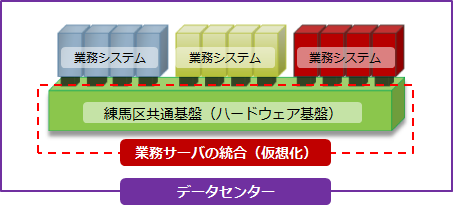 業務システム
業務システム
業務システム
練馬区共通基盤（ハードウェア基盤）
業務サーバの統合（仮想化）
データセンター